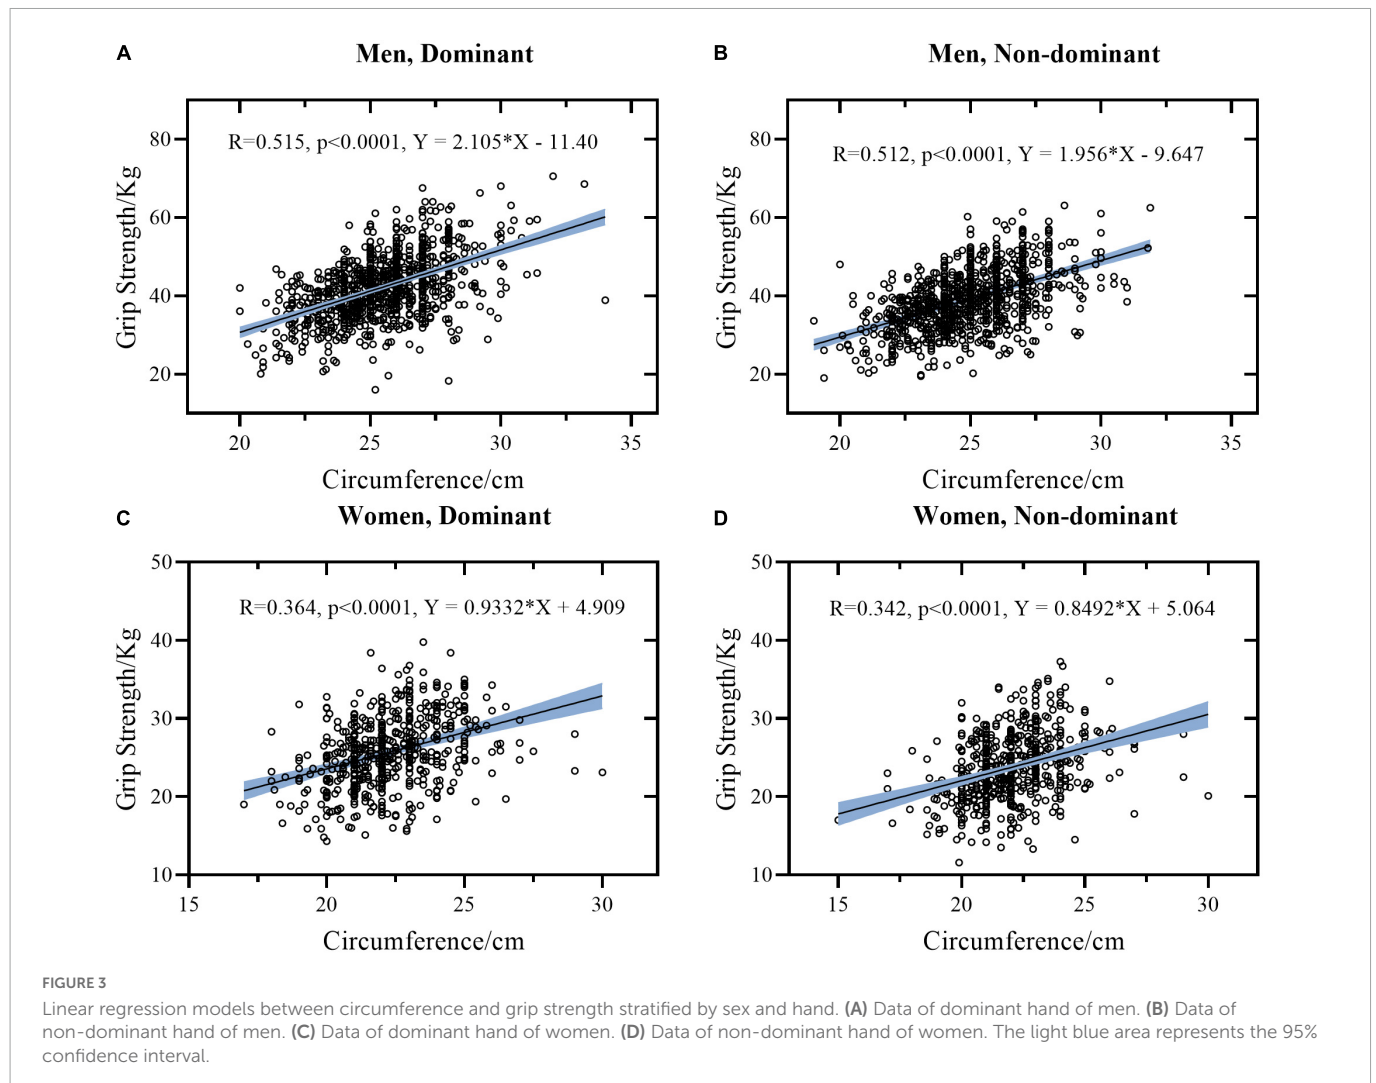 A
Men, Dominant
R=0.515, p<0.0001, Y = 2.105*X - 11.40
Grip Strength/Kg
80
60
40
20
20
25
30
35
Circumference/cm
B
Men, Non-dominant
R=0.512, p<0.0001, Y = 1.956*X - 9.647
Grip Strength/Kg
80
60
40
20
20
25
30
35
Circumference/cm
C
Women, Dominant
R=0.364, p<0.0001, Y = 0.9332*X + 4.909
Grip Strength/Kg
50
40
30
20
10
15
20
25
30
Circumference/cm
D
Women, Non-dominant
R=0.342, p<0.0001, Y = 0.8492*X + 5.064
Grip Strength/Kg
50
40
30
20
10
15
20
25
30
Circumference/cm
FIGURE 3
Linear regression models between circumference and grip strength stratified by sex and hand. (A) Data of dominant hand of men. (B) Data of
non-dominant hand of men. (C) Data of dominant hand of women. (D) Data of non-dominant hand of women. The light blue area represents the 95%
confidence interval.